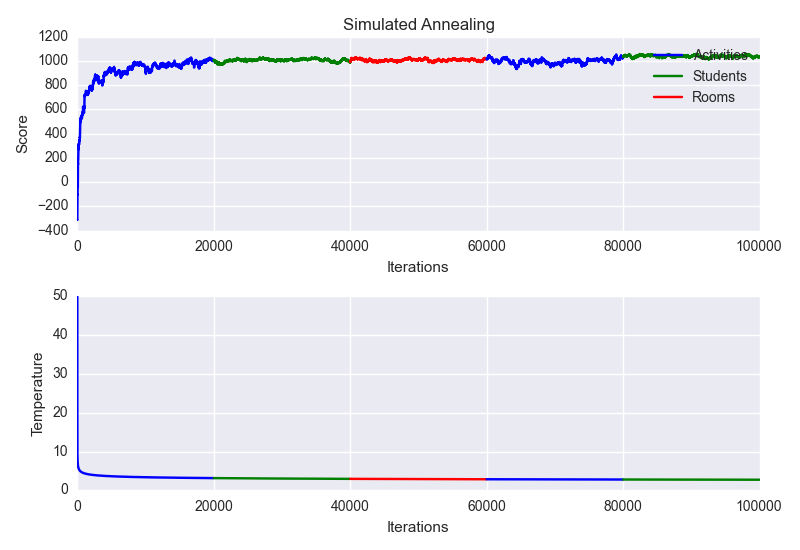 Simulated Annealing
1200
1000
800
600
400
200
0
−200
−400
Score
Activities
Students
Rooms
0 20000 40000 60000 80000 100000
Iterations
50
40
30
20
10
0
Temperature
0 20000 40000 60000 80000 100000
Iterations